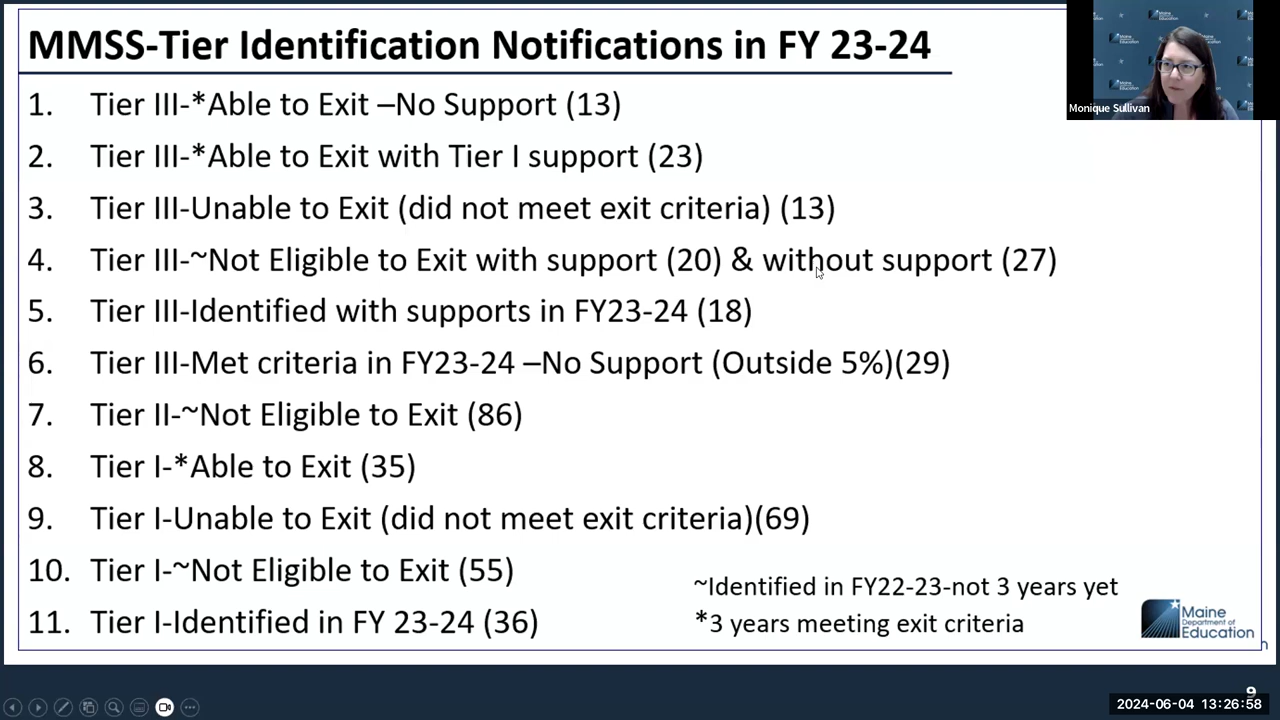 MMSS-Tier Identification Notifications in FY 23-24
Monique Sullivan
1. Tier III-*Able to Exit –No Support (13)
2. Tier III-*Able to Exit with Tier I support (23)
3. Tier III-Unable to Exit (did not meet exit criteria) (13)
4. Tier III-~Not Eligible to Exit with support (20) & without support (27)
5. Tier III-Identified with supports in FY23-24 (18)
6. Tier III-Met criteria in FY23-24 –No Support (Outside 5%)(29)
7. Tier II-~Not Eligible to Exit (86)
8. Tier I-*Able to Exit (35)
9. Tier I-Unable to Exit (did not meet exit criteria)(69)
10. Tier I-~Not Eligible to Exit (55)
11. Tier I-Identified in FY 23-24 (36)
~Identified in FY22-23-not 3 years yet
*3 years meeting exit criteria
Maine
Department of
Education
9
2024-06-04 13:26:58